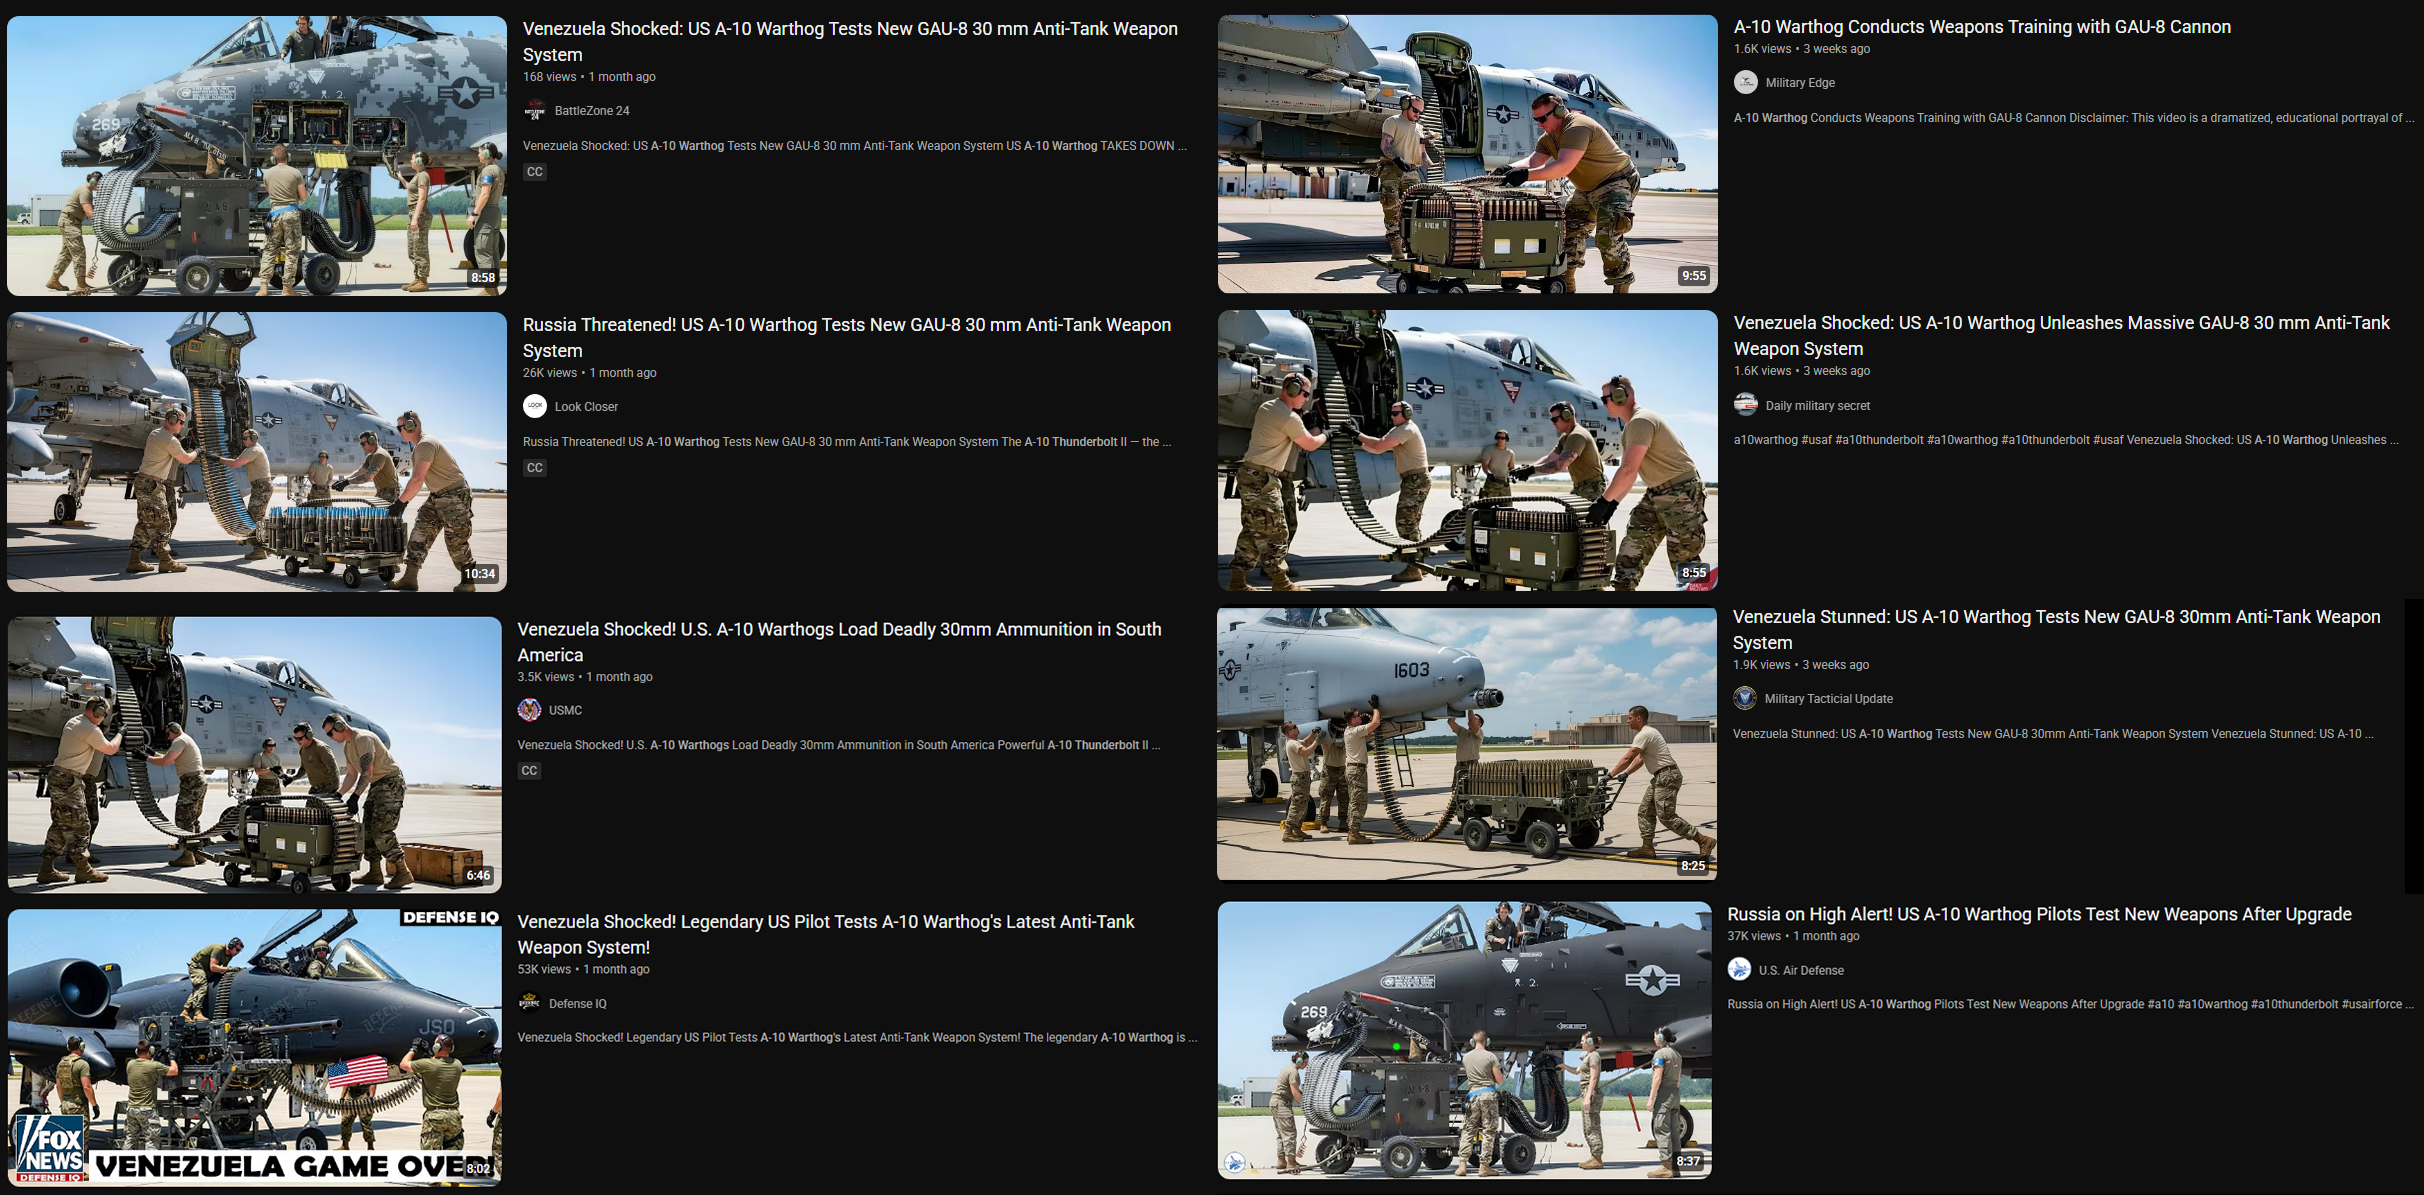 269
8:58
Venezuela Shocked: US A-10 Warthog Tests New GAU-8 30 mm Anti-Tank Weapon
System
168 views • 1 month ago
BattleZone 24
Venezuela Shocked: US A-10 Warthog Tests New GAU-8 30 mm Anti-Tank Weapon System US A-10 Warthog TAKES DOWN ...
CC
9:55
A-10 Warthog Conducts Weapons Training with GAU-8 Cannon
1.6K views • 3 weeks ago
Military Edge
A-10 Warthog Conducts Weapons Training with GAU-8 Cannon Disclaimer: This video is a dramatized, educational portrayal of ...
10:34
Russia Threatened! US A-10 Warthog Tests New GAU-8 30 mm Anti-Tank Weapon
System
26K views • 1 month ago
LOOK
Look Closer
Russia Threatened! US A-10 Warthog Tests New GAU-8 30 mm Anti-Tank Weapon System The A-10 Thunderbolt II — the ...
CC
8:55
Venezuela Shocked: US A-10 Warthog Unleashes Massive GAU-8 30 mm Anti-Tank
Weapon System
1.6K views • 3 weeks ago
Daily military secret
a10warthog #usaf #a10thunderbolt #a10warthog #a10thunderbolt #usaf Venezuela Shocked: US A-10 Warthog Unleashes ...
6:46
Venezuela Shocked! U.S. A-10 Warthogs Load Deadly 30mm Ammunition in South
America
3.5K views • 1 month ago
USMC
Venezuela Shocked! U.S. A-10 Warthogs Load Deadly 30mm Ammunition in South America Powerful A-10 Thunderbolt II ...
CC
1603
8:25
Venezuela Stunned: US A-10 Warthog Tests New GAU-8 30mm Anti-Tank Weapon
System
1.9K views • 3 weeks ago
Military Tacticial Update
Venezuela Stunned: US A-10 Warthog Tests New GAU-8 30mm Anti-Tank Weapon System Venezuela Stunned: US A-10 ...
DEFENSE IQ
JSO
FOX
NEWS
DEFENSE IQ
VENEZUELA GAME OVER
8:02
Venezuela Shocked! Legendary US Pilot Tests A-10 Warthog's Latest Anti-Tank
Weapon System!
53K views • 1 month ago
Defense IQ
Venezuela Shocked! Legendary US Pilot Tests A-10 Warthog's Latest Anti-Tank Weapon System! The legendary A-10 Warthog is ...
269
8:37
Russia on High Alert! US A-10 Warthog Pilots Test New Weapons After Upgrade
37K views • 1 month ago
U.S. Air Defense
Russia on High Alert! US A-10 Warthog Pilots Test New Weapons After Upgrade #a10 #a10warthog #a10thunderbolt #usairforce ...